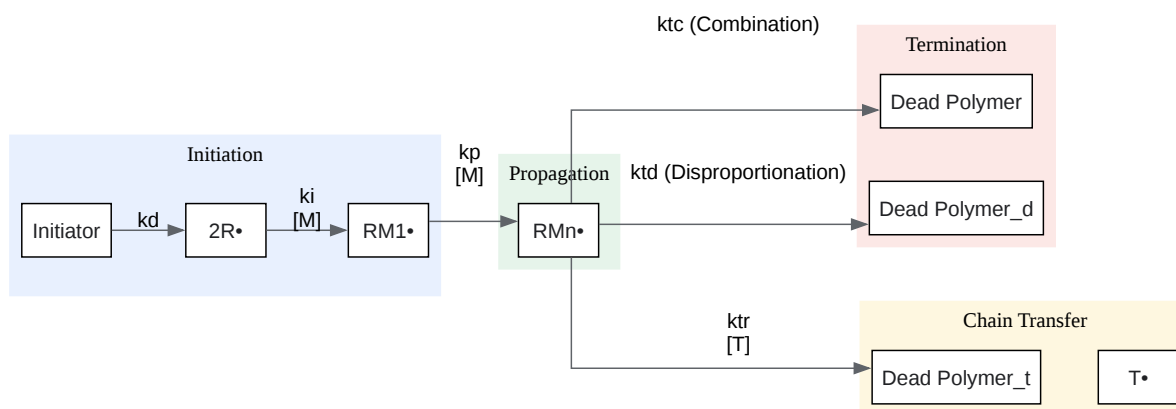 ktc (Combination)
Termination
Dead Polymer
Initiation
kp
[M]
Propagation
ktd (Disproportionation)
Initiator
kd
2R•
ki
[M]
RM1•
RMn•
Dead Polymer_d
ktr
[T]
Chain Transfer
Dead Polymer_t
T•